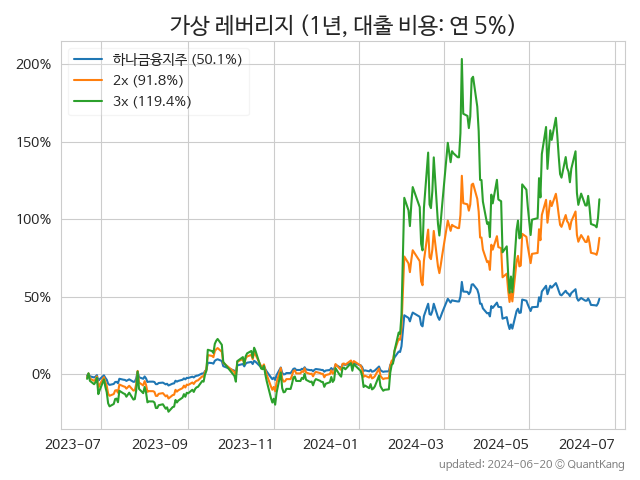 가상 레버리지 (1년, 대출 비용: 연 5%)
하나금융지주 (50.1%)
2x (91.8%)
3x (119.4%)
200%
150%
100%
50%
0%
2023-07 2023-09 2023-11 2024-01 2024-03 2024-05 2024-07
updated: 2024-06-20 © QuantKang